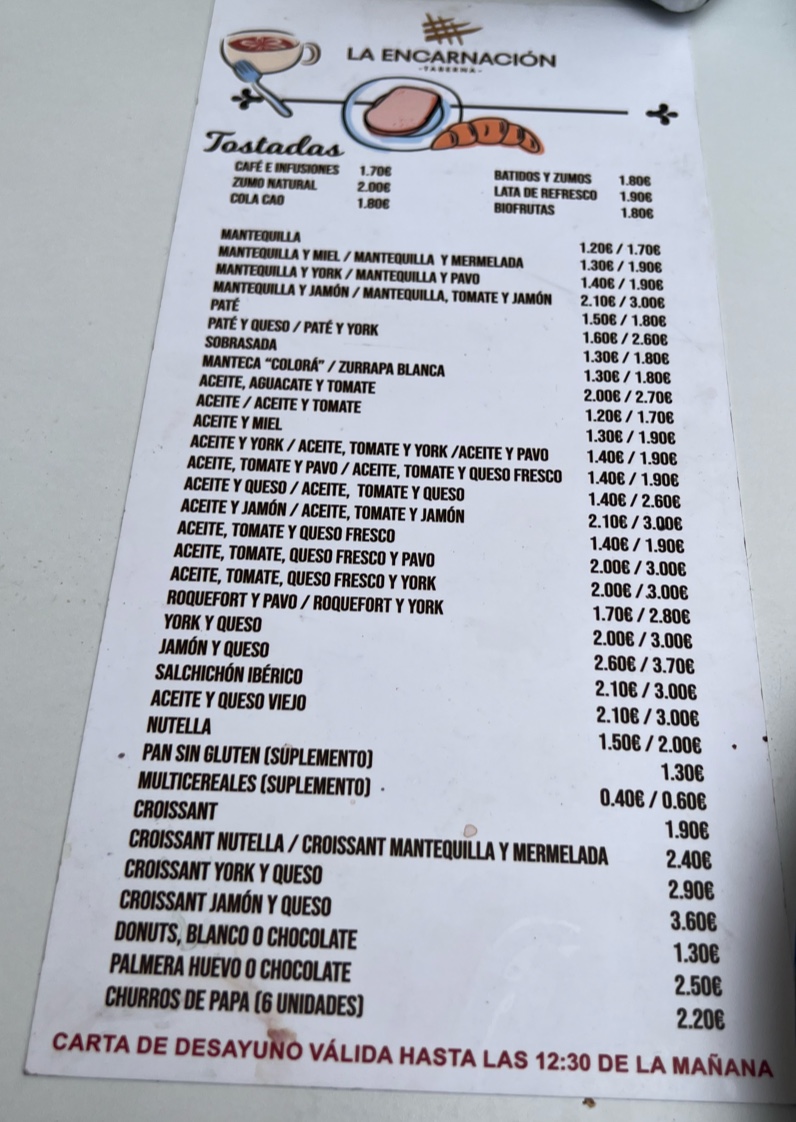 LA ENCARNACIÓN
-TABERNA-
Tostadas
CAFÉ E INFUSIONES 1.70€
ZUMO NATURAL 2.00€
COLA CAO 1.80€
BATIDOS Y ZUMOS 1.80€
LATA DE REFRESCO 1.90€
BIOFRUTAS 1.80€
MANTEQUILLA 1.20€ / 1.70€
MANTEQUILLA Y MIEL / MANTEQUILLA Y MERMELADA 1.30€ / 1.90€
MANTEQUILLA Y YORK / MANTEQUILLA Y PAVO 1.40€ / 1.90€
MANTEQUILLA Y JAMÓN / MANTEQUILLA, TOMATE Y JAMÓN 2.10€ / 3.00€
PATÉ 1.50€ / 1.80€
PATÉ Y QUESO / PATÉ Y YORK 1.60€ / 2.60€
SOBRASADA 1.30€ / 1.80€
MANTECA “COLORÁ” / ZURRAPA BLANCA 1.30€ / 1.80€
ACEITE, AGUACATE Y TOMATE 2.00€ / 2.70€
ACEITE / ACEITE Y TOMATE 1.20€ / 1.70€
ACEITE Y MIEL 1.30€ / 1.90€
ACEITE Y YORK / ACEITE, TOMATE Y YORK /ACEITE Y PAVO 1.40€ / 1.90€
ACEITE, TOMATE Y PAVO / ACEITE, TOMATE Y QUESO FRESCO 1.40€ / 1.90€
ACEITE Y QUESO / ACEITE, TOMATE Y QUESO 1.40€ / 2.60€
ACEITE Y JAMÓN / ACEITE, TOMATE Y JAMÓN 2.10€ / 3.00€
ACEITE, TOMATE Y QUESO FRESCO 1.40€ / 1.90€
ACEITE, TOMATE, QUESO FRESCO Y PAVO 2.00€ / 3.00€
ACEITE, TOMATE, QUESO FRESCO Y YORK 2.00€ / 3.00€
ROQUEFORT Y PAVO / ROQUEFORT Y YORK 1.70€ / 2.80€
YORK Y QUESO 2.00€ / 3.00€
JAMÓN Y QUESO 2.60€ / 3.70€
SALCHICHÓN IBÉRICO 2.10€ / 3.00€
ACEITE Y QUESO VIEJO 2.10€ / 3.00€
NUTELLA 1.50€ / 2.00€
PAN SIN GLUTEN (SUPLEMENTO) 1.30€
MULTICEREALES (SUPLEMENTO) 0.40€ / 0.60€
CROISSANT 1.90€
CROISSANT NUTELLA / CROISSANT MANTEQUILLA Y MERMELADA 2.40€
CROISSANT YORK Y QUESO 2.90€
CROISSANT JAMÓN Y QUESO 3.60€
DONUTS, BLANCO O CHOCOLATE 1.30€
PALMERA HUEVO O CHOCOLATE 2.50€
CHURROS DE PAPA (6 UNIDADES) 2.20€
CARTA DE DESAYUNO VÁLIDA HASTA LAS 12:30 DE LA MAÑANA